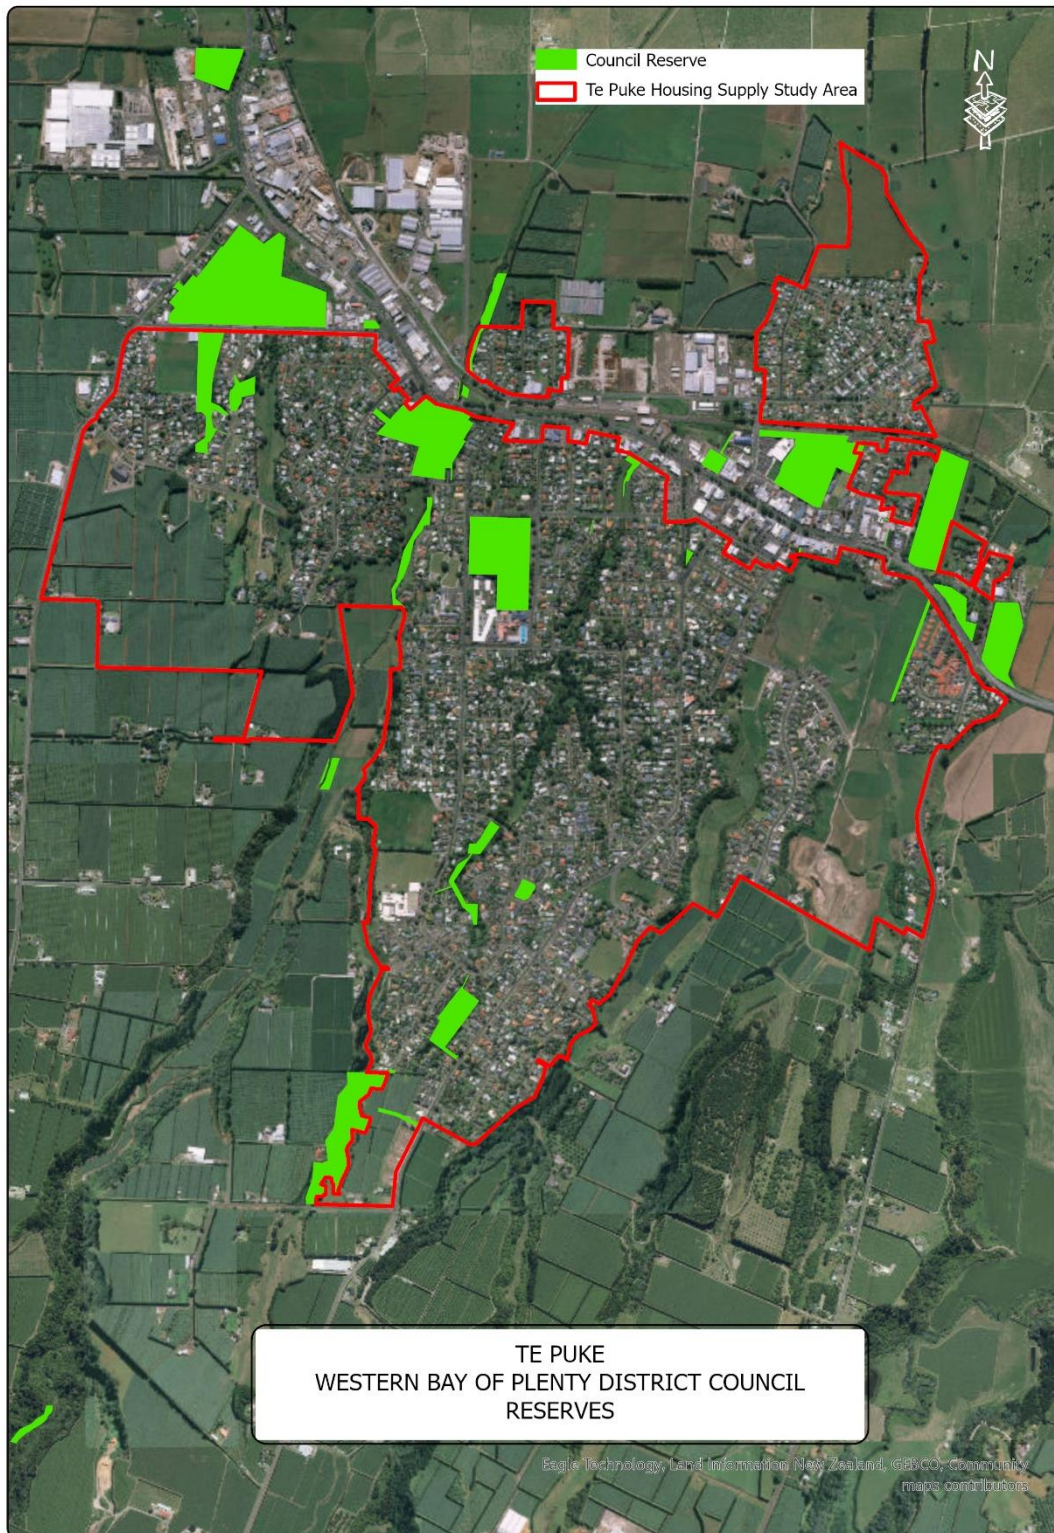 Council Reserve
Te Puke Housing Supply Study Area
N
TE PUKE
WESTERN BAY OF PLENTY DISTRICT COUNCIL
RESERVES
Eagle Technology, Land Information New Zealand, GEBCO, Community
maps contributors